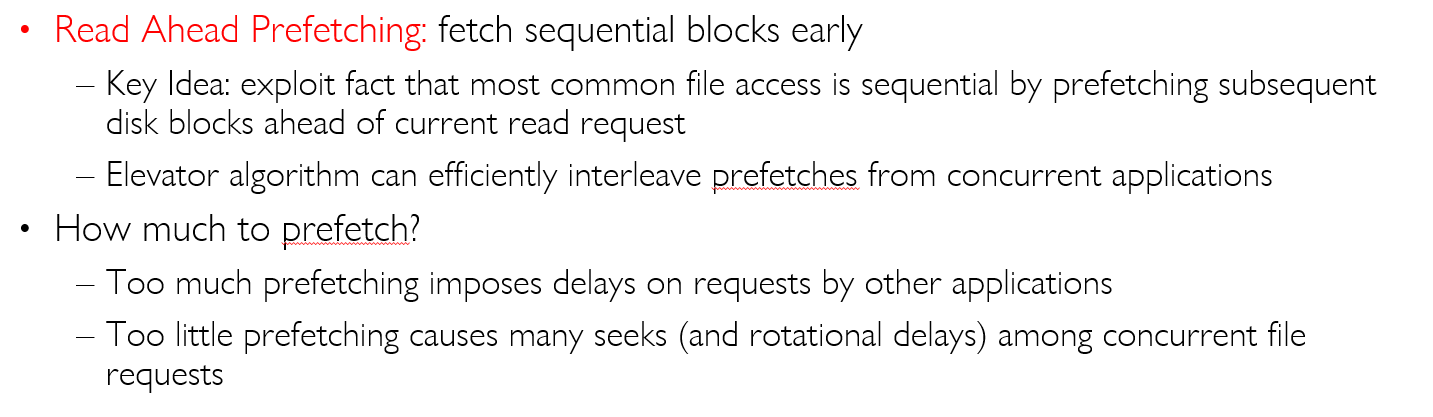 • Read Ahead Prefetching: fetch sequential blocks early
– Key Idea: exploit fact that most common file access is sequential by prefetching subsequent
disk blocks ahead of current read request
– Elevator algorithm can efficiently interleave prefetches from concurrent applications
• How much to prefetch?
– Too much prefetching imposes delays on requests by other applications
– Too little prefetching causes many seeks (and rotational delays) among concurrent file
requests